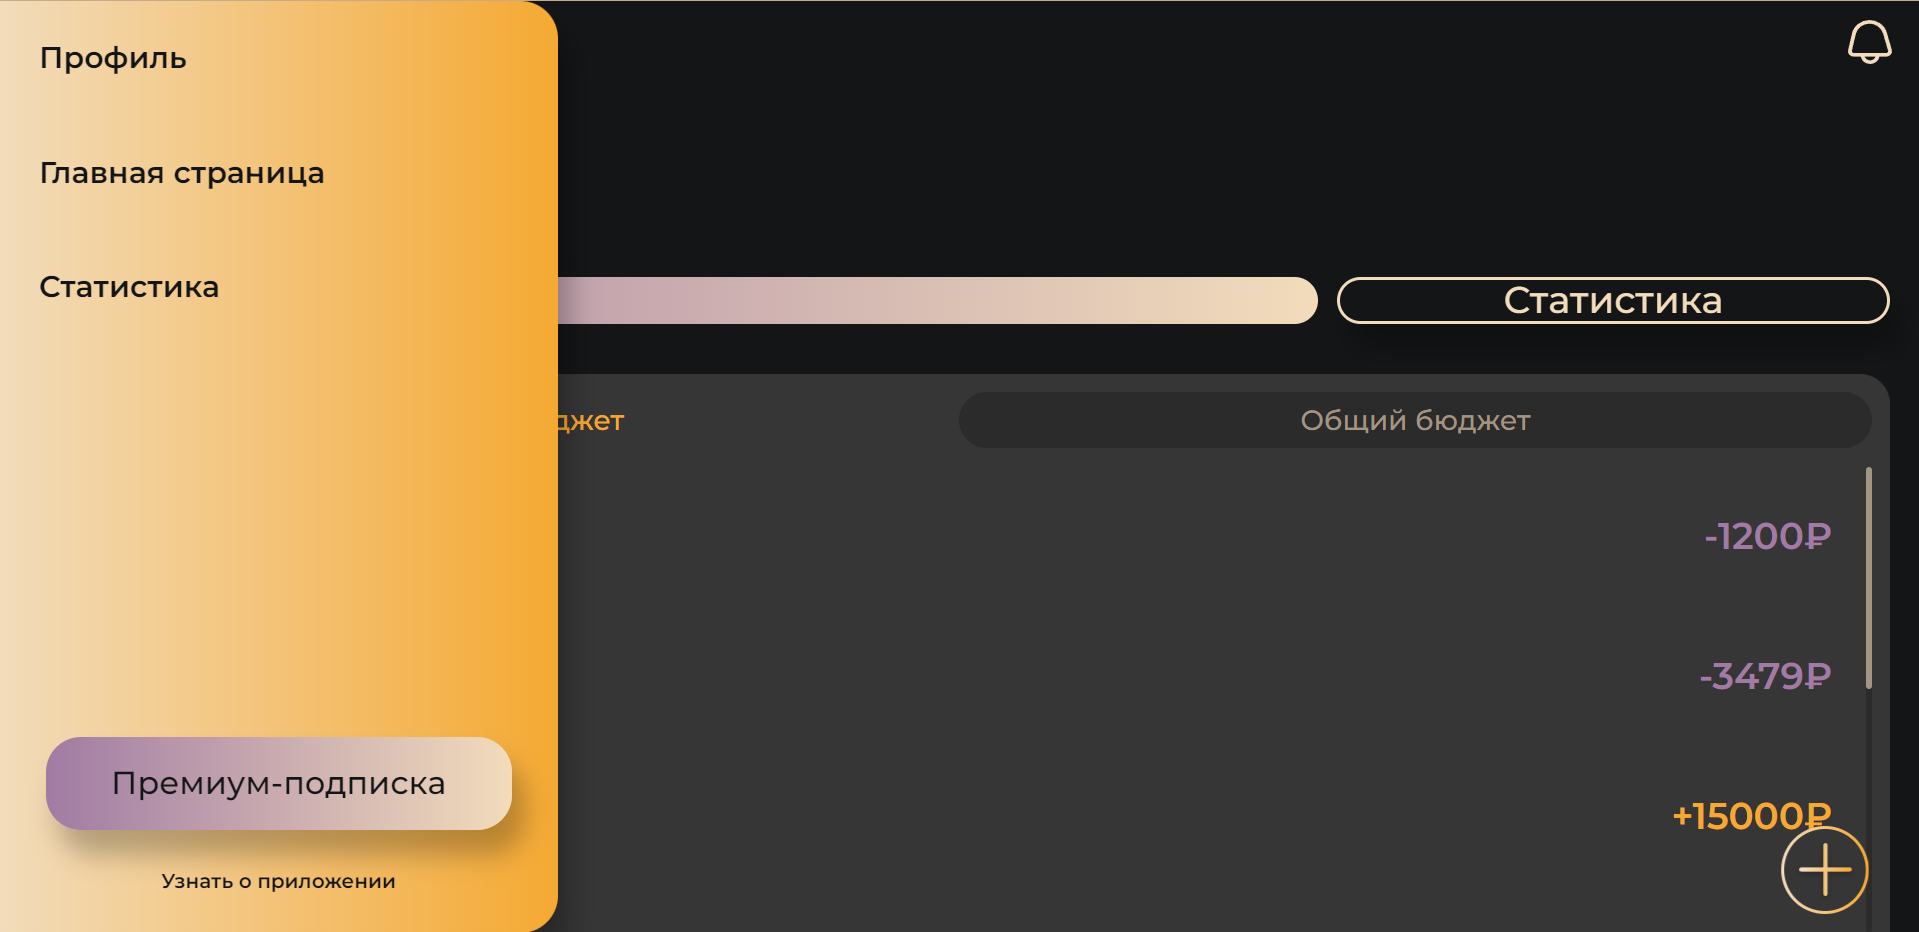 Профиль
Главная страница
Статистика
Премиум-подписка
Узнать о приложении
Статистика
джет
Общий бюджет
-1200₽
-3479₽
+15000₽